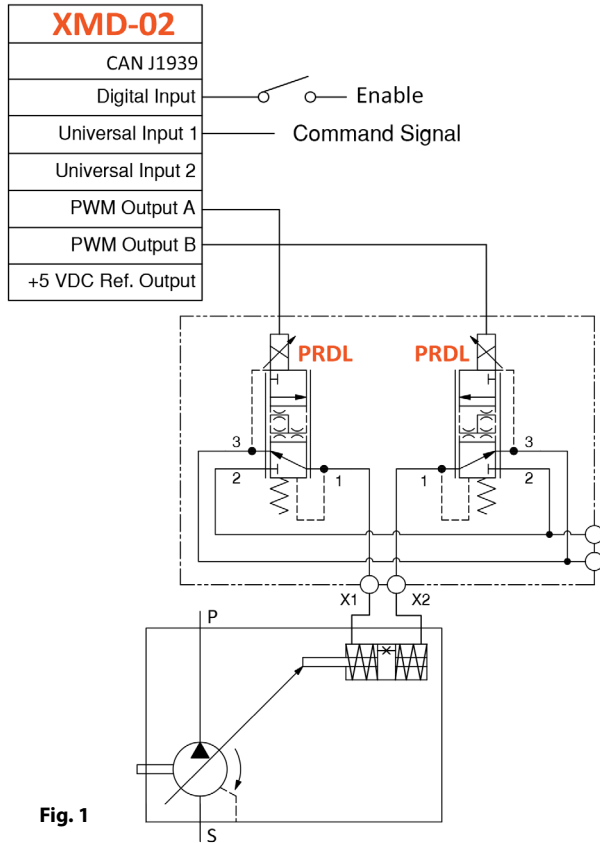 XMD-02
CAN J1939
Digital Input
Enable
Universal Input 1
Command Signal
Universal Input 2
PWM Output A
PWM Output B
+5 VDC Ref. Output
PRDL
PRDL
3
2
1
1
3
2
X1
X2
P
S
Fig. 1